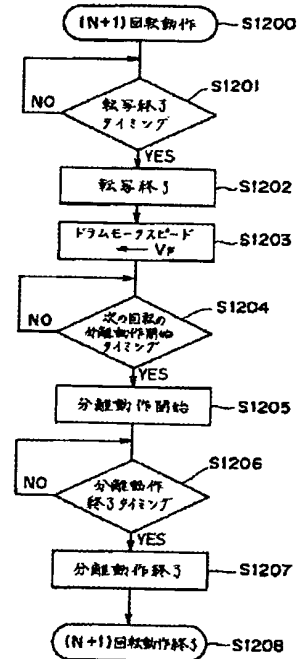 (N+1)回転動作
S1200
S1201
転写終了
タイミング
NO
YES
転写終了
S1202
ドラムモータスピード
← VF
S1203
S1204
次の回転の
分離動作開始
タイミング
NO
YES
分離動作開始
S1205
S1206
分離動作
終了タイミング
NO
YES
分離動作終了
S1207
(N+1)回転動作終了
S1208